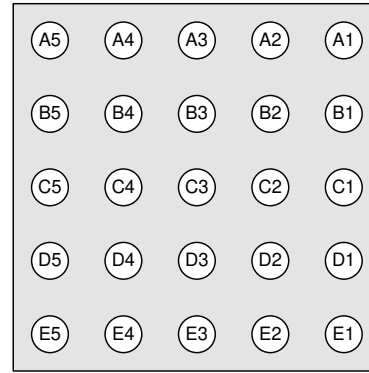 A5 A4 A3 A2 A1
B5 B4 B3 B2 B1
C5 C4 C3 C2 C1
D5 D4 D3 D2 D1
E5 E4 E3 E2 E1